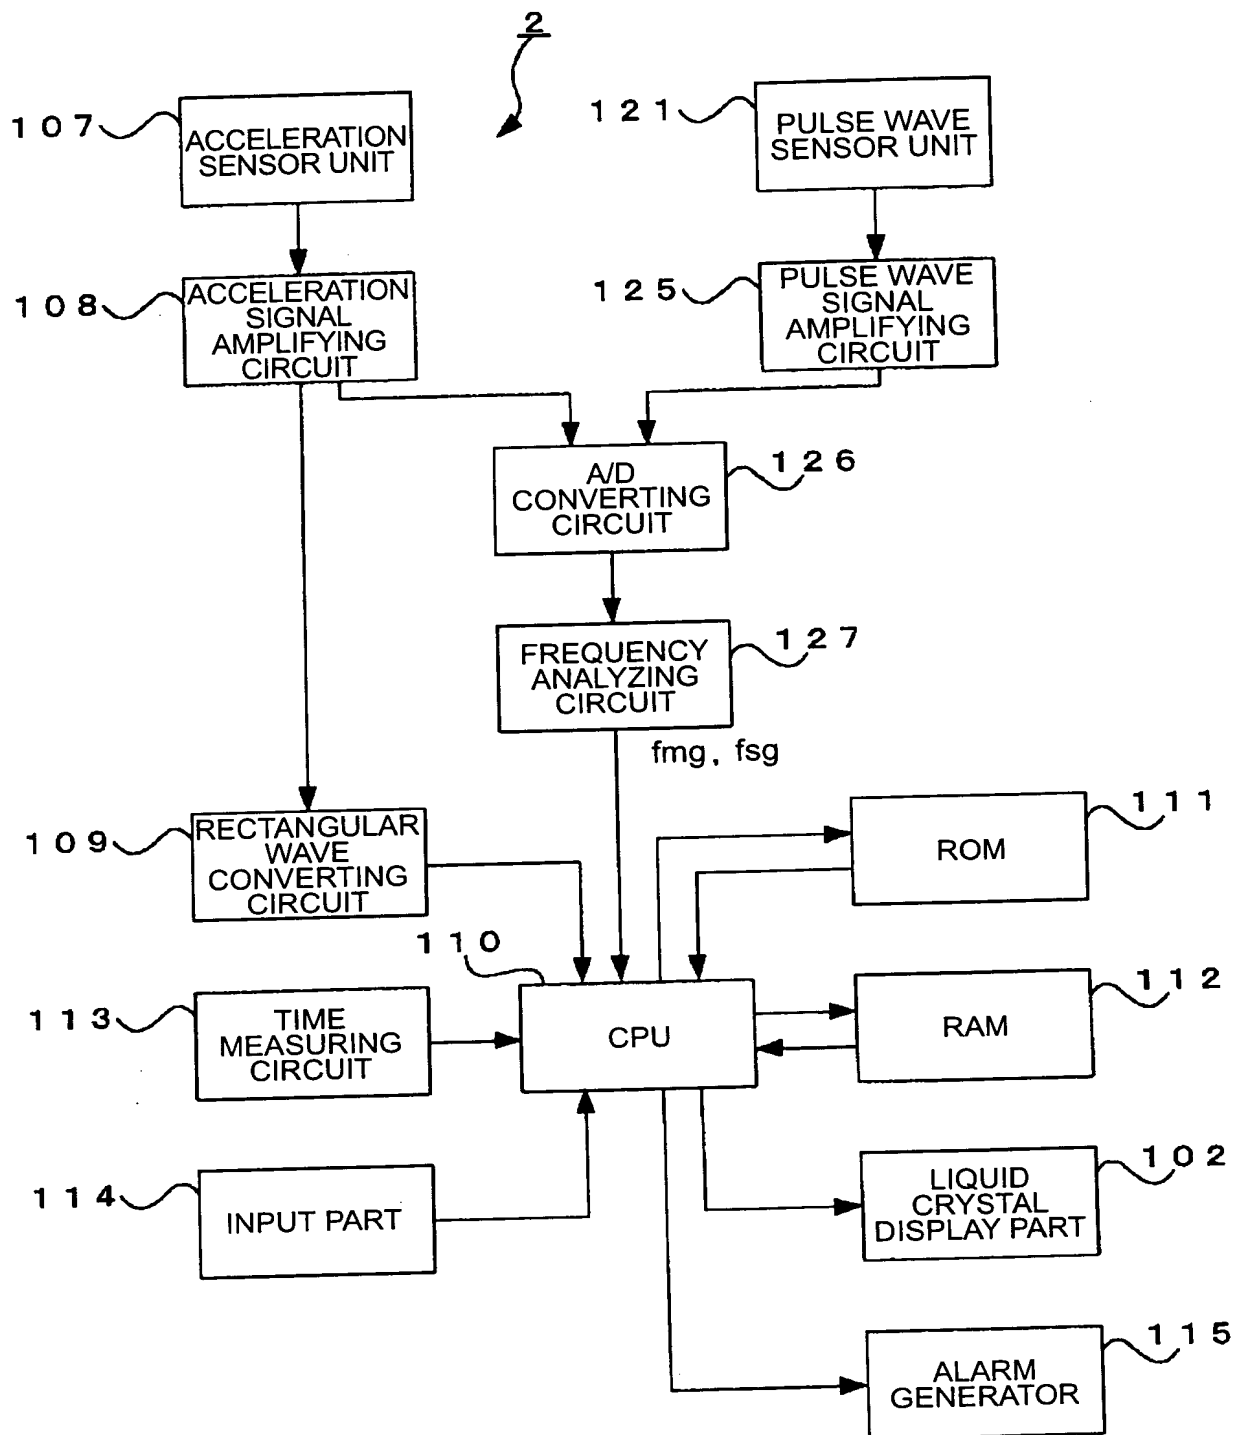 2
107
ACCELERATION
SENSOR UNIT
121
PULSE WAVE
SENSOR UNIT
108
ACCELERATION
SIGNAL
AMPLIFYING
CIRCUIT
125
PULSE WAVE
SIGNAL
AMPLIFYING
CIRCUIT
A/D
CONVERTING
CIRCUIT
126
FREQUENCY
ANALYZING
CIRCUIT
127
fmg, fsg
109
RECTANGULAR
WAVE
CONVERTING
CIRCUIT
ROM
111
110
CPU
113
TIME
MEASURING
CIRCUIT
RAM
112
114
INPUT PART
LIQUID
CRYSTAL
DISPLAY PART
102
ALARM
GENERATOR
115